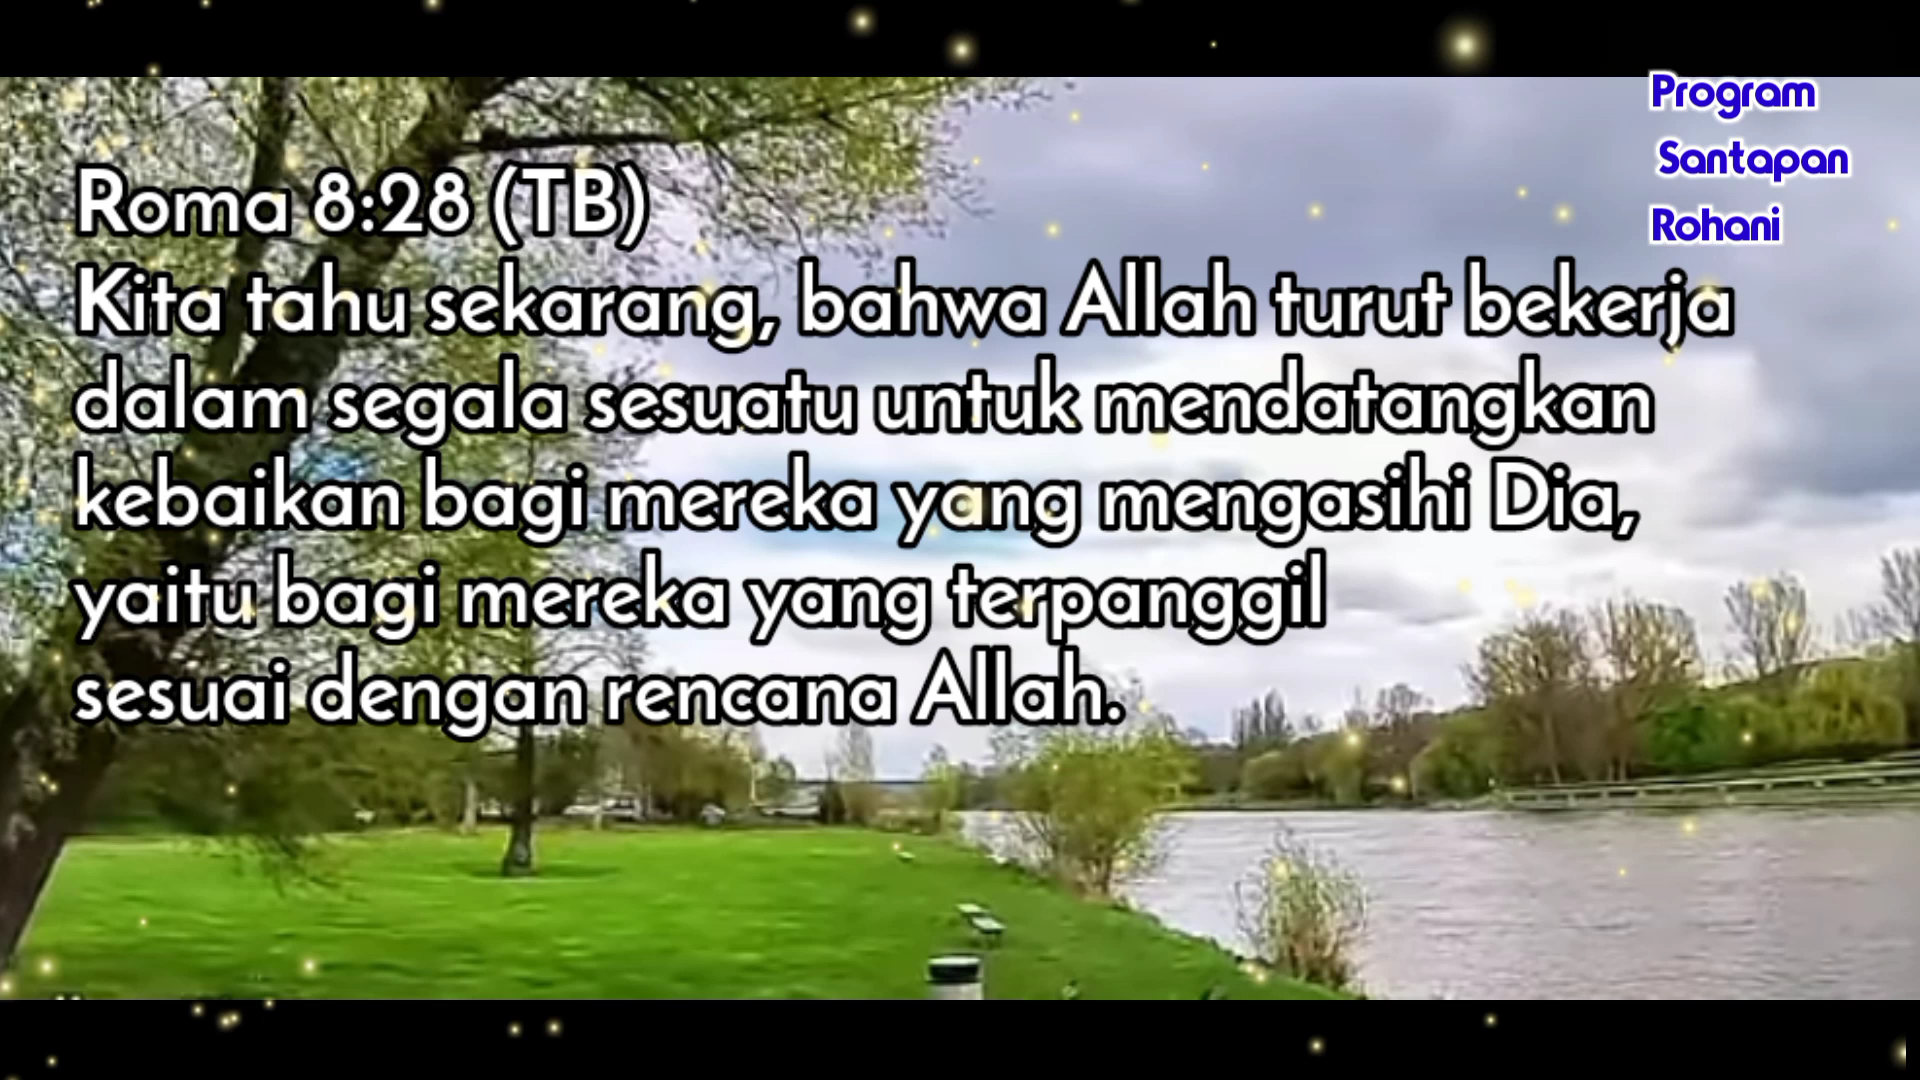 Program
Santapan
Rohani
Roma 8:28 (TB)
Kita tahu sekarang, bahwa Allah turut bekerja
dalam segala sesuatu untuk mendatangkan
kebaikan bagi mereka yang mengasihi Dia,
yaitu bagi mereka yang terpanggil
sesuai dengan rencana Allah.